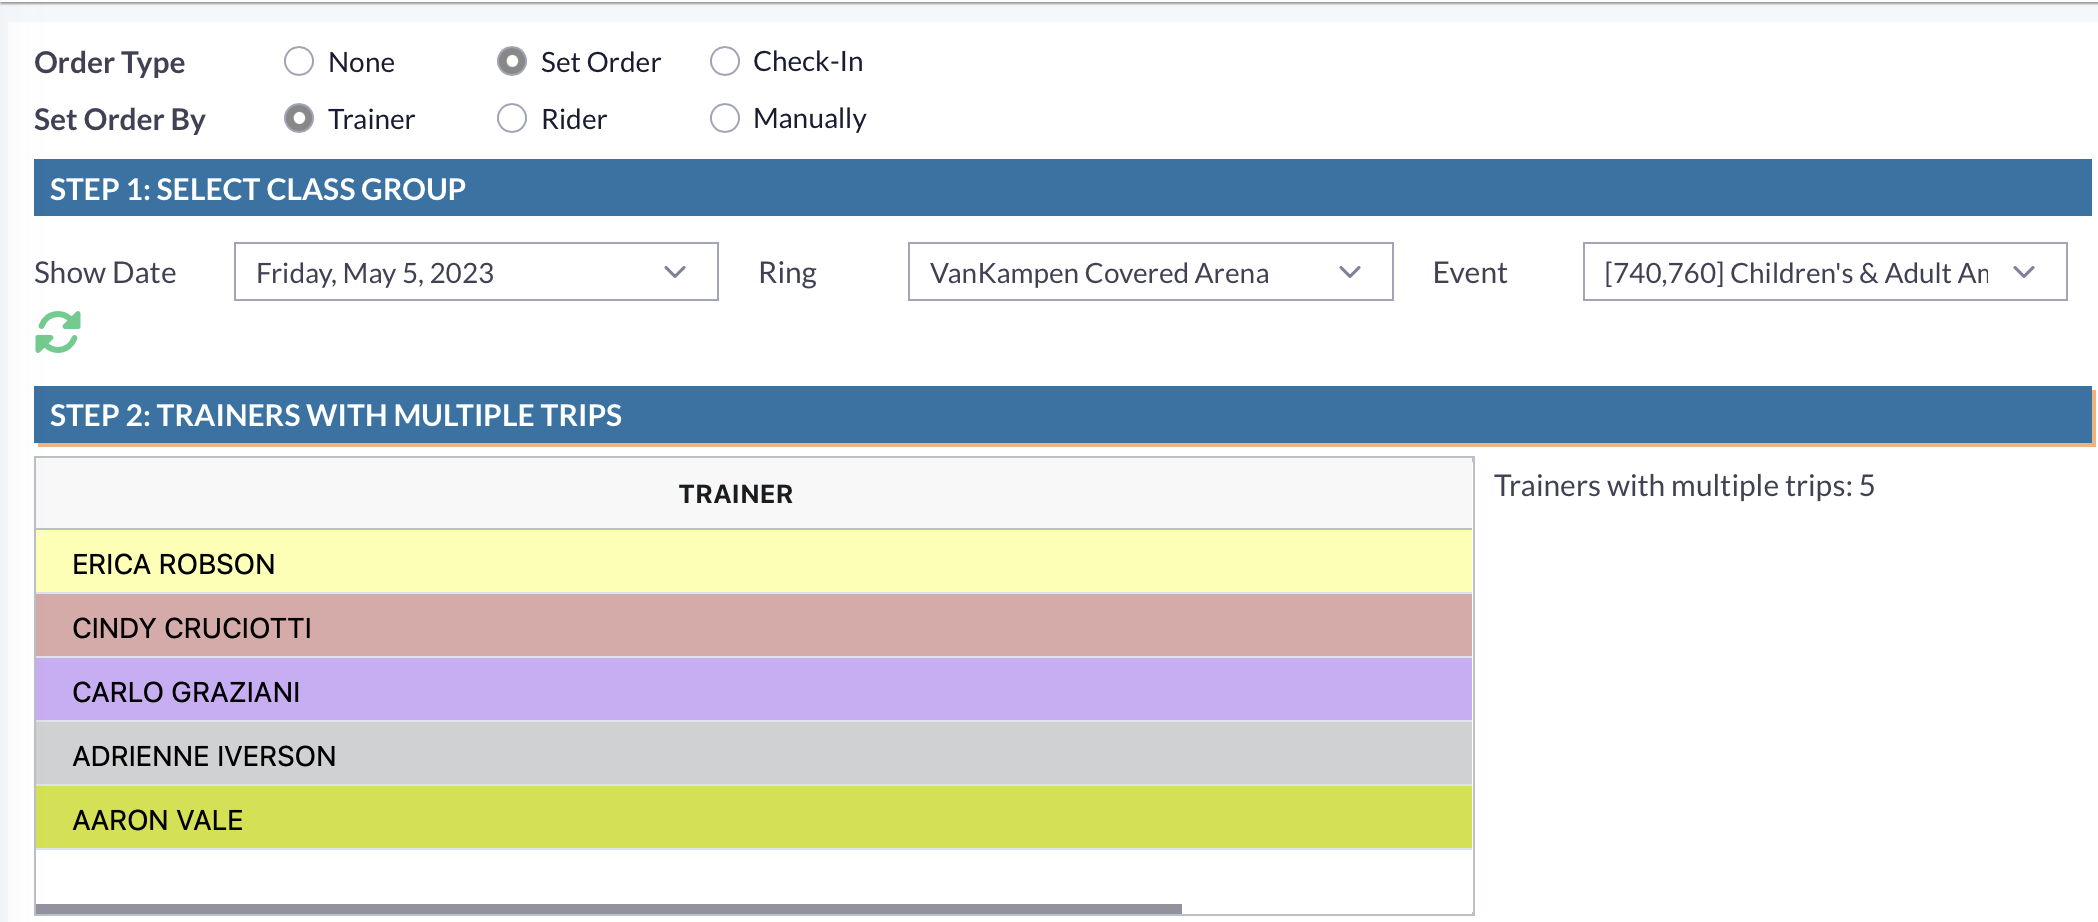 Order Type None Set Order Check-In
Set Order By Trainer Rider Manually
STEP 1: SELECT CLASS GROUP
Show Date Friday, May 5, 2023 Ring VanKampen Covered Arena Event [740,760] Children's & Adult Am
STEP 2: TRAINERS WITH MULTIPLE TRIPS
TRAINER
Trainers with multiple trips: 5
ERICA ROBSON
CINDY CRUCIOTTI
CARLO GRAZIANI
ADRIENNE IVERSON
AARON VALE